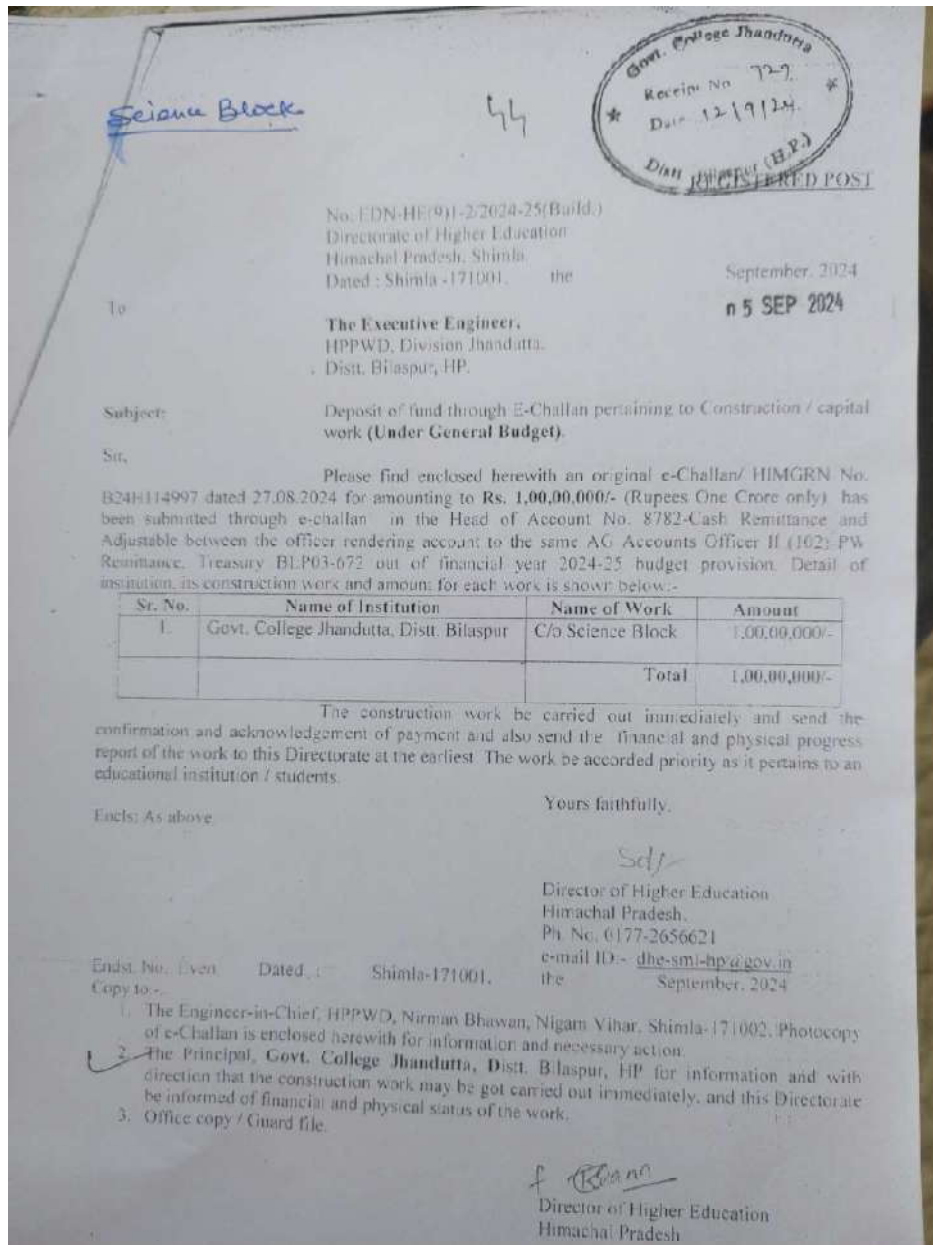 Science Block
44
Govt. College Jhandutta
Receipt No 729
Date 12/9/24
Distt Bilaspur (H.P.)
REGISTERED POST
No. EDN-HE(9)1-2/2024-25(Build.)
Directorate of Higher Education
Himachal Pradesh, Shimla
Dated : Shimla -171001, the September, 2024
To 5 SEP 2024
The Executive Engineer,
HPPWD, Division Jhandutta,
Distt. Bilaspur, HP.
Subject: Deposit of fund through E-Challan pertaining to Construction / capital
work (Under General Budget).
Sir,
Please find enclosed herewith an original e-Challan/ HIMGRN No.
B24H114997 dated 27.08.2024 for amounting to Rs. 1,00,00,000/- (Rupees One Crore only) has
been submitted through e-challan in the Head of Account No. 8782-Cash Remittance and
Adjustable between the officer rendering account to the same AG Accounts Officer II (102) PW
Remittance, Treasury BLP03-672 out of financial year 2024-25 budget provision. Detail of
institution, its construction work and amount for each work is shown below:-
Sr. No. Name of Institution Name of Work Amount
1. Govt. College Jhandutta, Distt. Bilaspur C/o Science Block 1,00,00,000/-
Total 1,00,00,000/-
The construction work be carried out immediately and send the
confirmation and acknowledgement of payment and also send the financial and physical progress
report of the work to this Directorate at the earliest. The work be accorded priority as it pertains to an
educational institution / students.
Yours faithfully,
Encls: As above
Sd/-
Director of Higher Education
Himachal Pradesh.
Ph. No. 0177-2656621
e-mail ID:- dhe-sml-hp@gov.in
Endst. No. Even Dated : Shimla-171001, the September, 2024
Copy to:-
1. The Engineer-in-Chief, HPPWD, Nirman Bhawan, Nigam Vihar, Shimla-171002. Photocopy
of e-Challan is enclosed herewith for information and necessary action.
2. The Principal, Govt. College Jhandutta, Distt. Bilaspur, HP for information and with
direction that the construction work may be got carried out immediately, and this Directorate
be informed of financial and physical status of the work.
3. Office copy / Guard file.
Director of Higher Education
Himachal Pradesh